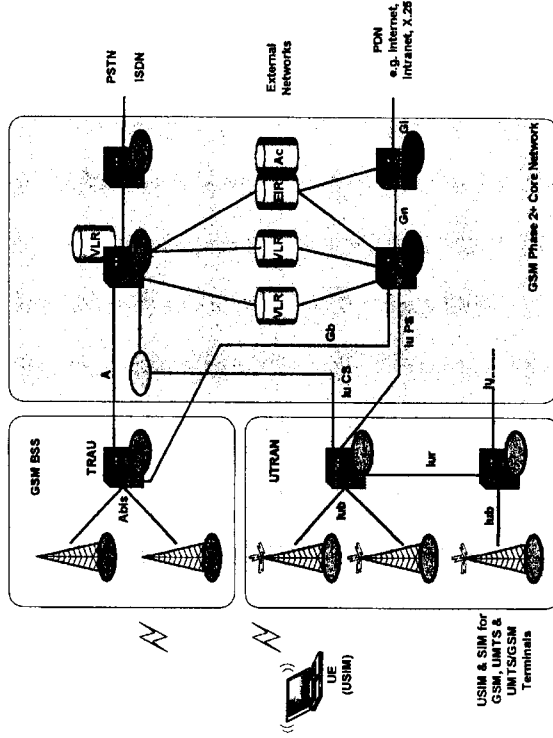 GSM BSS
TRAU
Abis
UTRAN
Iub
Iur
Iub
Iu
UE
(USIM)
USIM & SIM for
GSM, UMTS &
UMTS/GSM
Terminals
A
Gb
Iu CS
Iu PS
VLR
VLR
VLR
EIR
Ac
Gn
Gi
GSM Phase 2+ Core Network
PSTN
ISDN
External
Networks
PDN
e.g. Internet,
Intranet, X.25